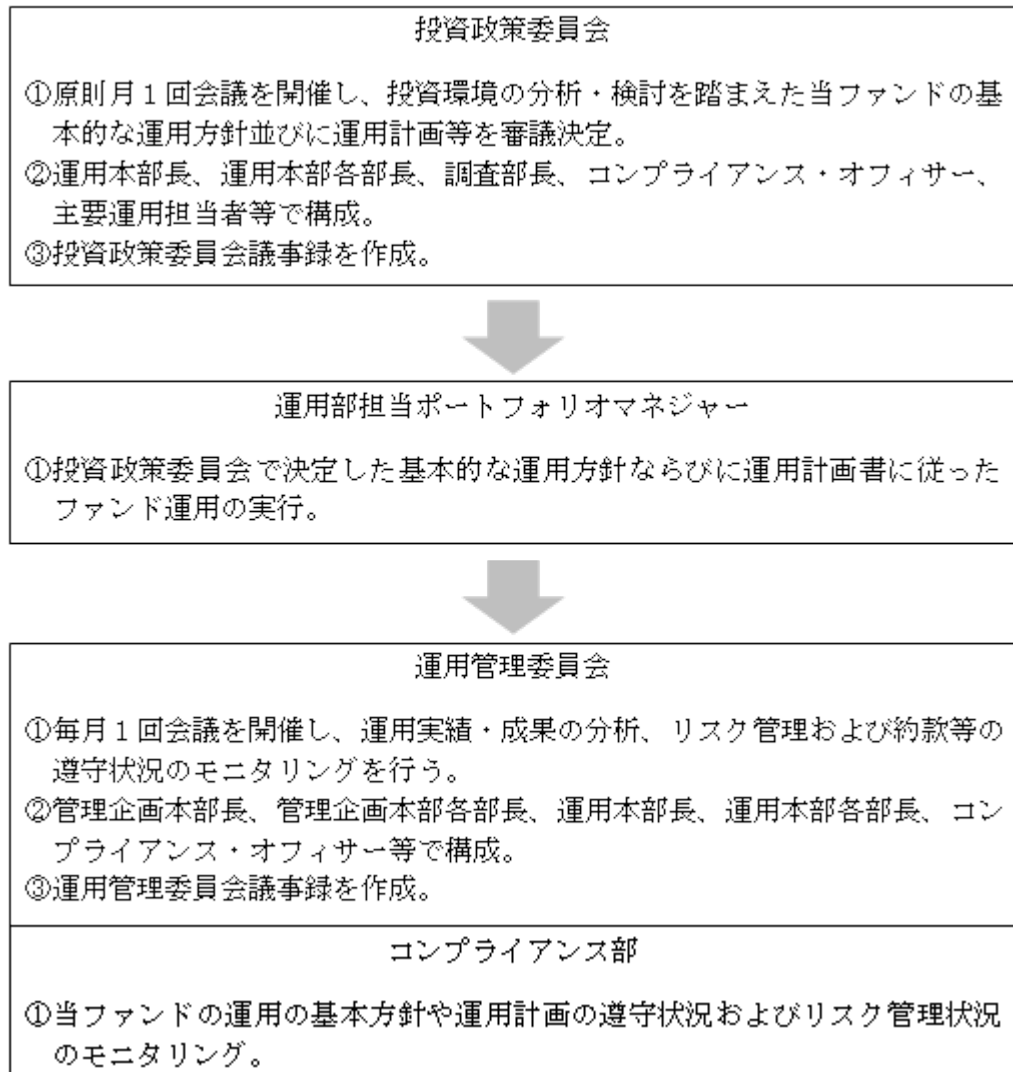 投資政策委員会
①原則月１回会議を開催し、投資環境の分析・検討を踏まえた当ファンドの基
本的な運用方針並びに運用計画等を審議決定。
②運用本部長、運用本部各部長、調査部長、コンプライアンス・オフィサー、
主要運用担当者等で構成。
③投資政策委員会議事録を作成。
運用部担当ポートフォリオマネジャー
①投資政策委員会で決定した基本的な運用方針ならびに運用計画書に従った
ファンド運用の実行。
運用管理委員会
①毎月１回会議を開催し、運用実績・成果の分析、リスク管理および約款等の
遵守状況のモニタリングを行う。
②管理企画本部長、管理企画本部各部長、運用本部長、運用本部各部長、コン
プライアンス・オフィサー等で構成。
③運用管理委員会議事録を作成。
コンプライアンス部
①当ファンドの運用の基本方針や運用計画の遵守状況およびリスク管理状況
のモニタリング。